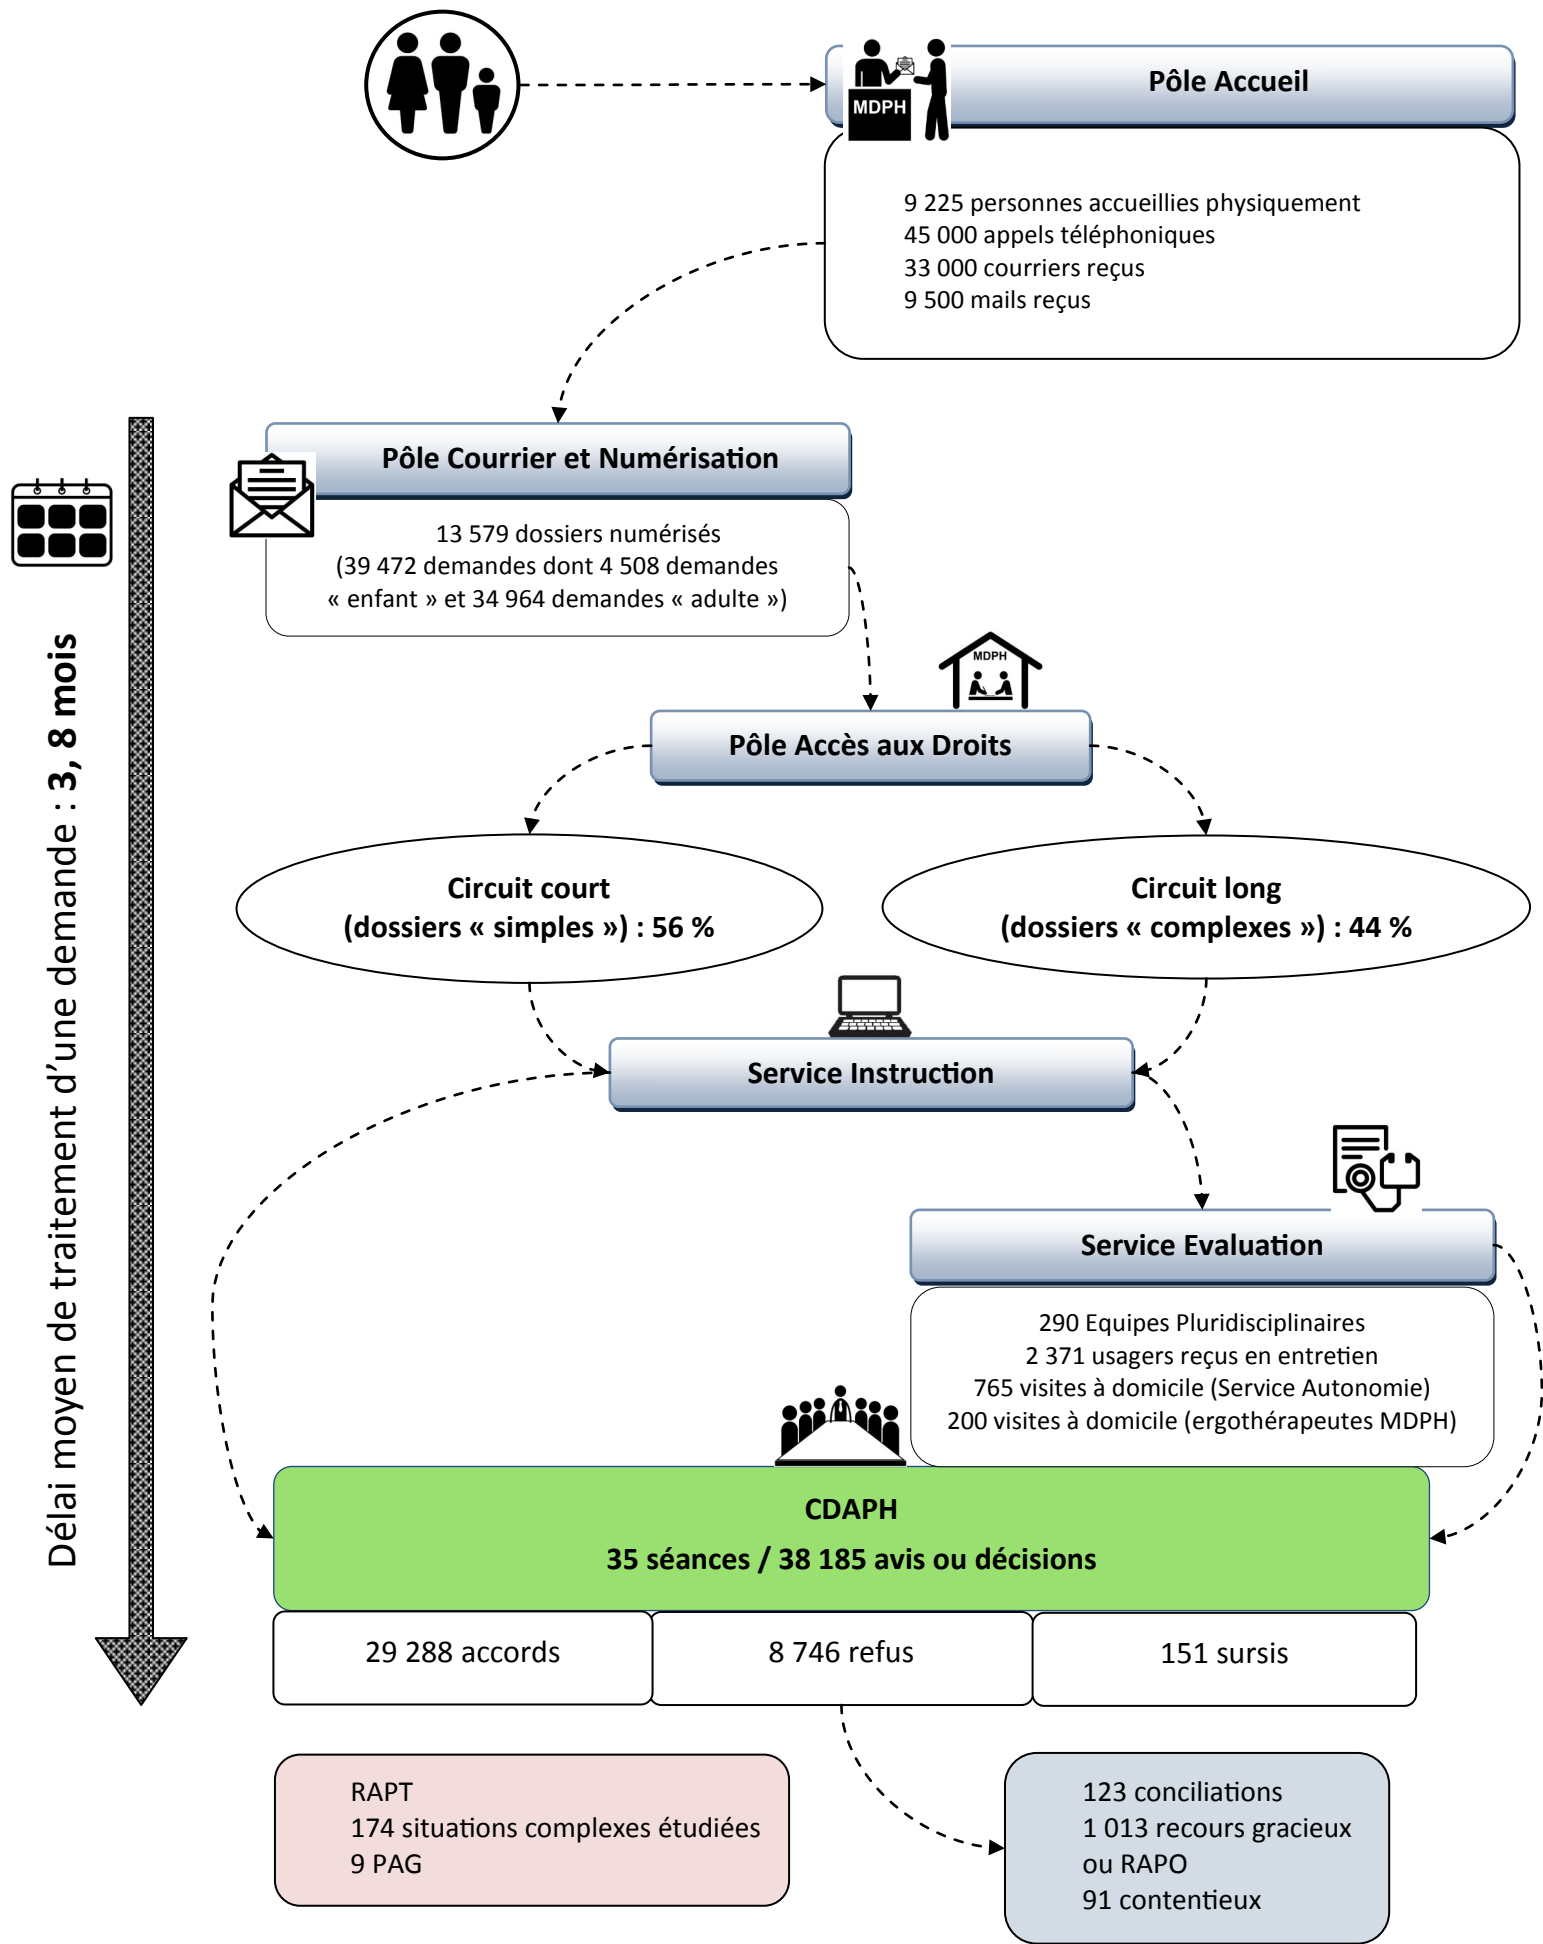 MDPH
Pôle Accueil
9 225 personnes accueillies physiquement
45 000 appels téléphoniques
33 000 courriers reçus
9 500 mails reçus
Pôle Courrier et Numérisation
13 579 dossiers numérisés
(39 472 demandes dont 4 508 demandes
« enfant » et 34 964 demandes « adulte »)
Délai moyen de traitement d’une demande : 3, 8 mois
MDPH
Pôle Accès aux Droits
Circuit court
(dossiers « simples ») : 56 %
Circuit long
(dossiers « complexes ») : 44 %
Service Instruction
Service Evaluation
290 Equipes Pluridisciplinaires
2 371 usagers reçus en entretien
765 visites à domicile (Service Autonomie)
200 visites à domicile (ergothérapeutes MDPH)
CDAPH
35 séances / 38 185 avis ou décisions
29 288 accords
8 746 refus
151 sursis
RAPT
174 situations complexes étudiées
9 PAG
123 conciliations
1 013 recours gracieux
ou RAPO
91 contentieux